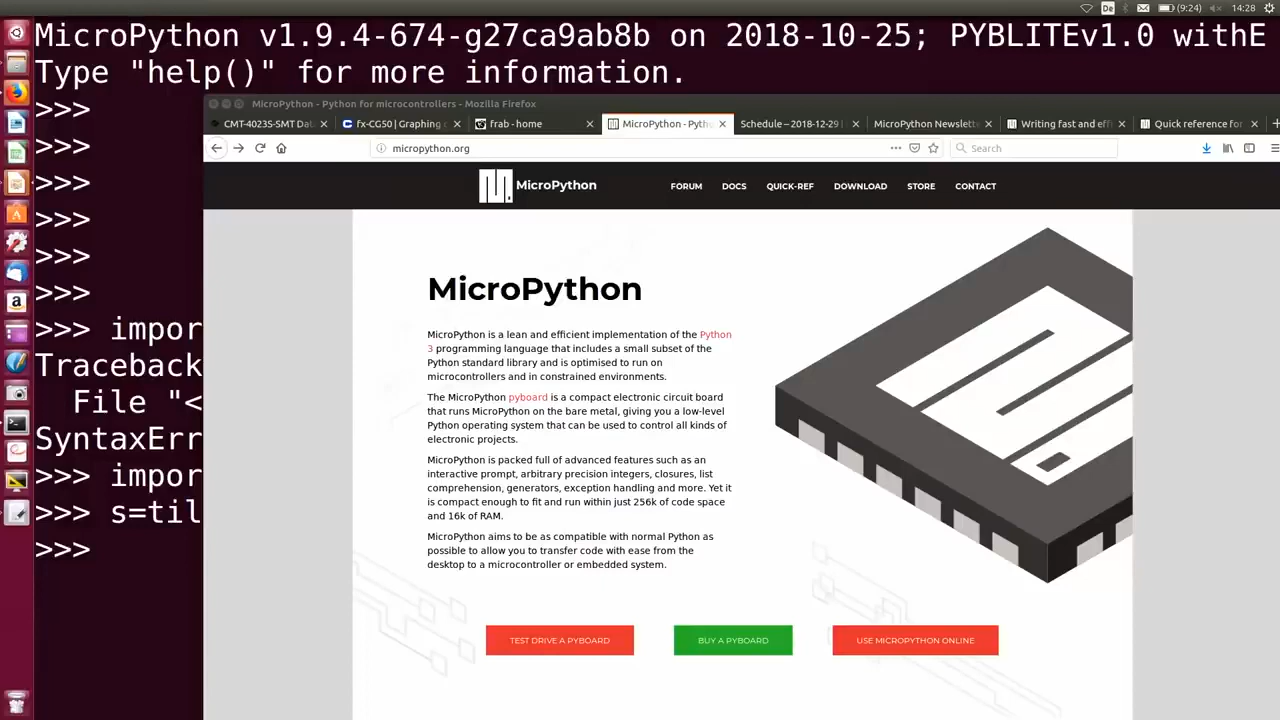 De
(9:24)
14:28
MicroPython v1.9.4-674-g27ca9ab8b on 2018-10-25; PYBLITEv1.0 withE
Type "help()" for more information.
>>>
>>>
>>>
>>>
>>>
>>>
>>> impor
Traceback
File "<
SyntaxErr
>>> impor
>>> s=til
>>>
MicroPython - Python for microcontrollers - Mozilla Firefox
CMT-4023S-SMT Dat
fx-CG50 | Graphing c
frab - home
MicroPython - Pytho
Schedule – 2018-12-29 |
MicroPython Newslett
Writing fast and effi
Quick reference for
micropython.org
Search
MicroPython
FORUM
DOCS
QUICK-REF
DOWNLOAD
STORE
CONTACT
MicroPython
MicroPython is a lean and efficient implementation of the Python
3 programming language that includes a small subset of the
Python standard library and is optimised to run on
microcontrollers and in constrained environments.
The MicroPython pyboard is a compact electronic circuit board
that runs MicroPython on the bare metal, giving you a low-level
Python operating system that can be used to control all kinds of
electronic projects.
MicroPython is packed full of advanced features such as an
interactive prompt, arbitrary precision integers, closures, list
comprehension, generators, exception handling and more. Yet it
is compact enough to fit and run within just 256k of code space
and 16k of RAM.
MicroPython aims to be as compatible with normal Python as
possible to allow you to transfer code with ease from the
desktop to a microcontroller or embedded system.
TEST DRIVE A PYBOARD
BUY A PYBOARD
USE MICROPYTHON ONLINE